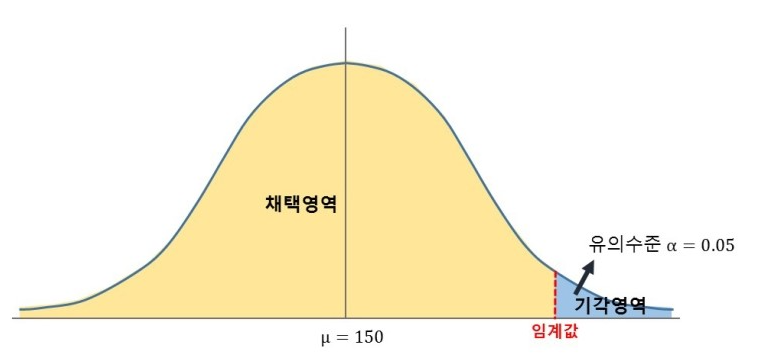 채택영역
유의수준 α = 0.05
기각영역
임계값
μ = 150